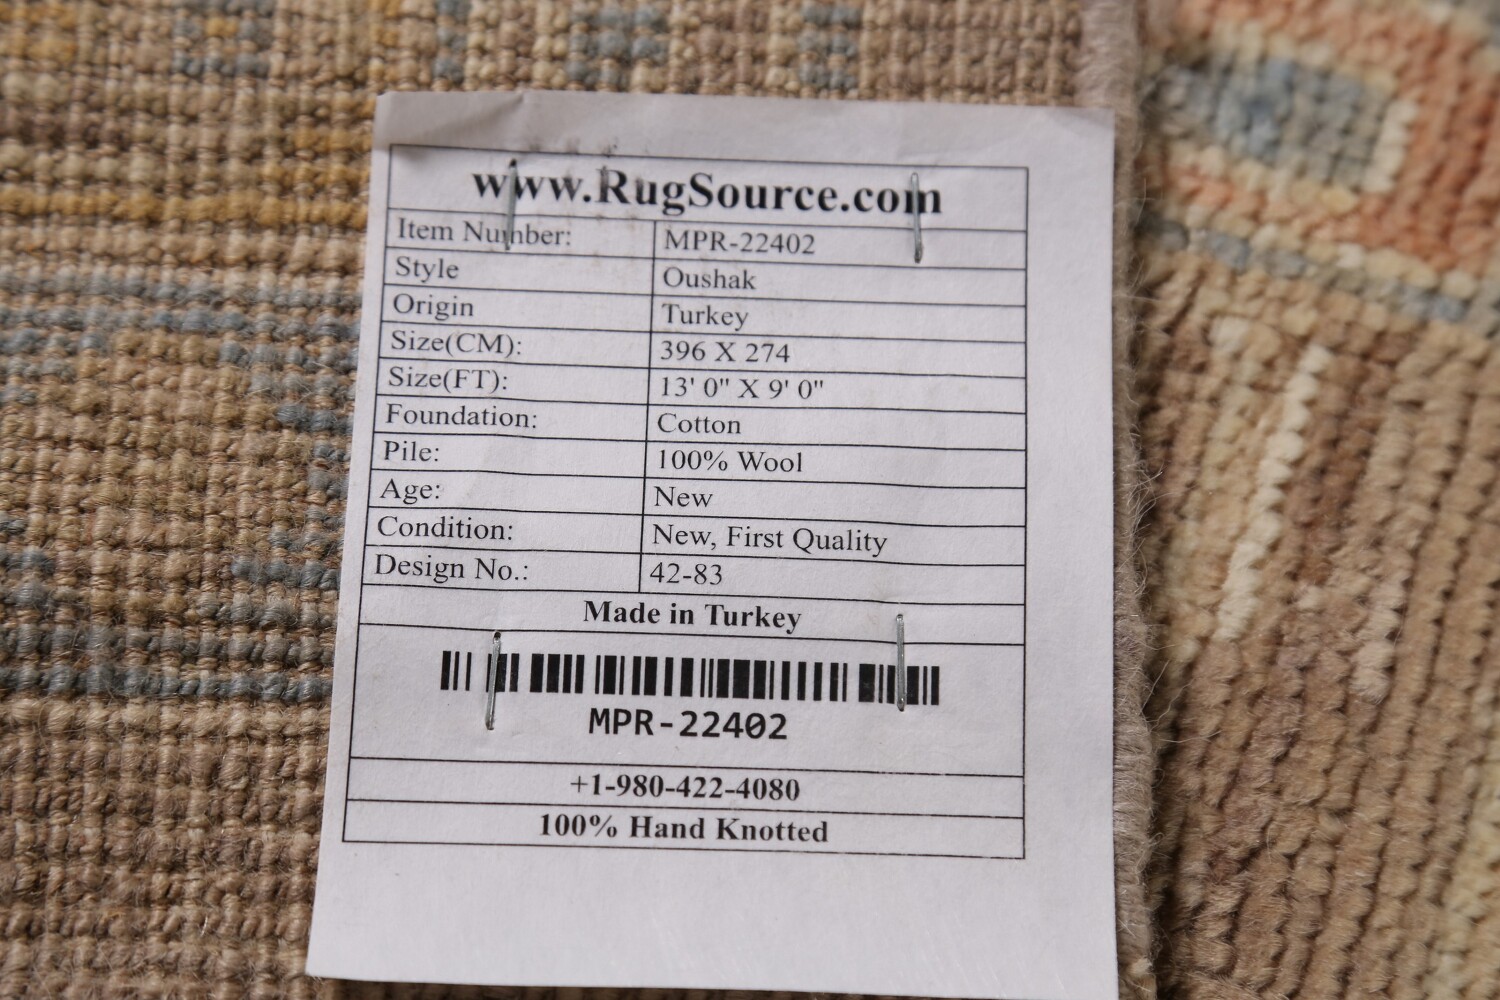 www.RugSource.com
Item Number: MPR-22402
Style Oushak
Origin Turkey
Size(CM): 396 X 274
Size(FT): 13' 0" X 9' 0"
Foundation: Cotton
Pile: 100% Wool
Age: New
Condition: New, First Quality
Design No.: 42-83
Made in Turkey
MPR-22402
+1-980-422-4080
100% Hand Knotted